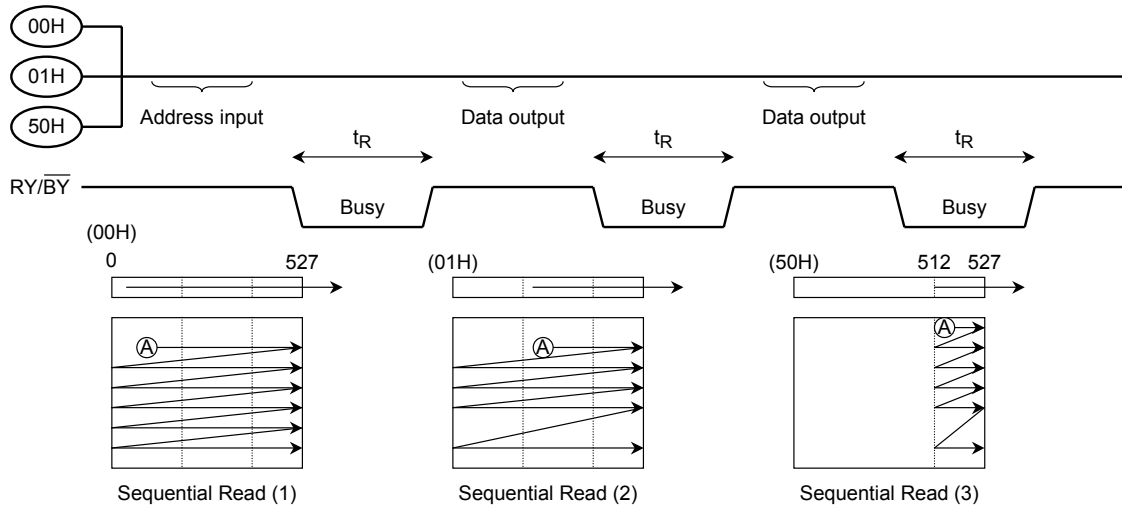 00H
01H
50H
Address input Data output Data output
tR tR tR
RY/BY Busy Busy Busy
(00H)
0 527 (01H) (50H) 512 527
A A A
Sequential Read (1) Sequential Read (2) Sequential Read (3)